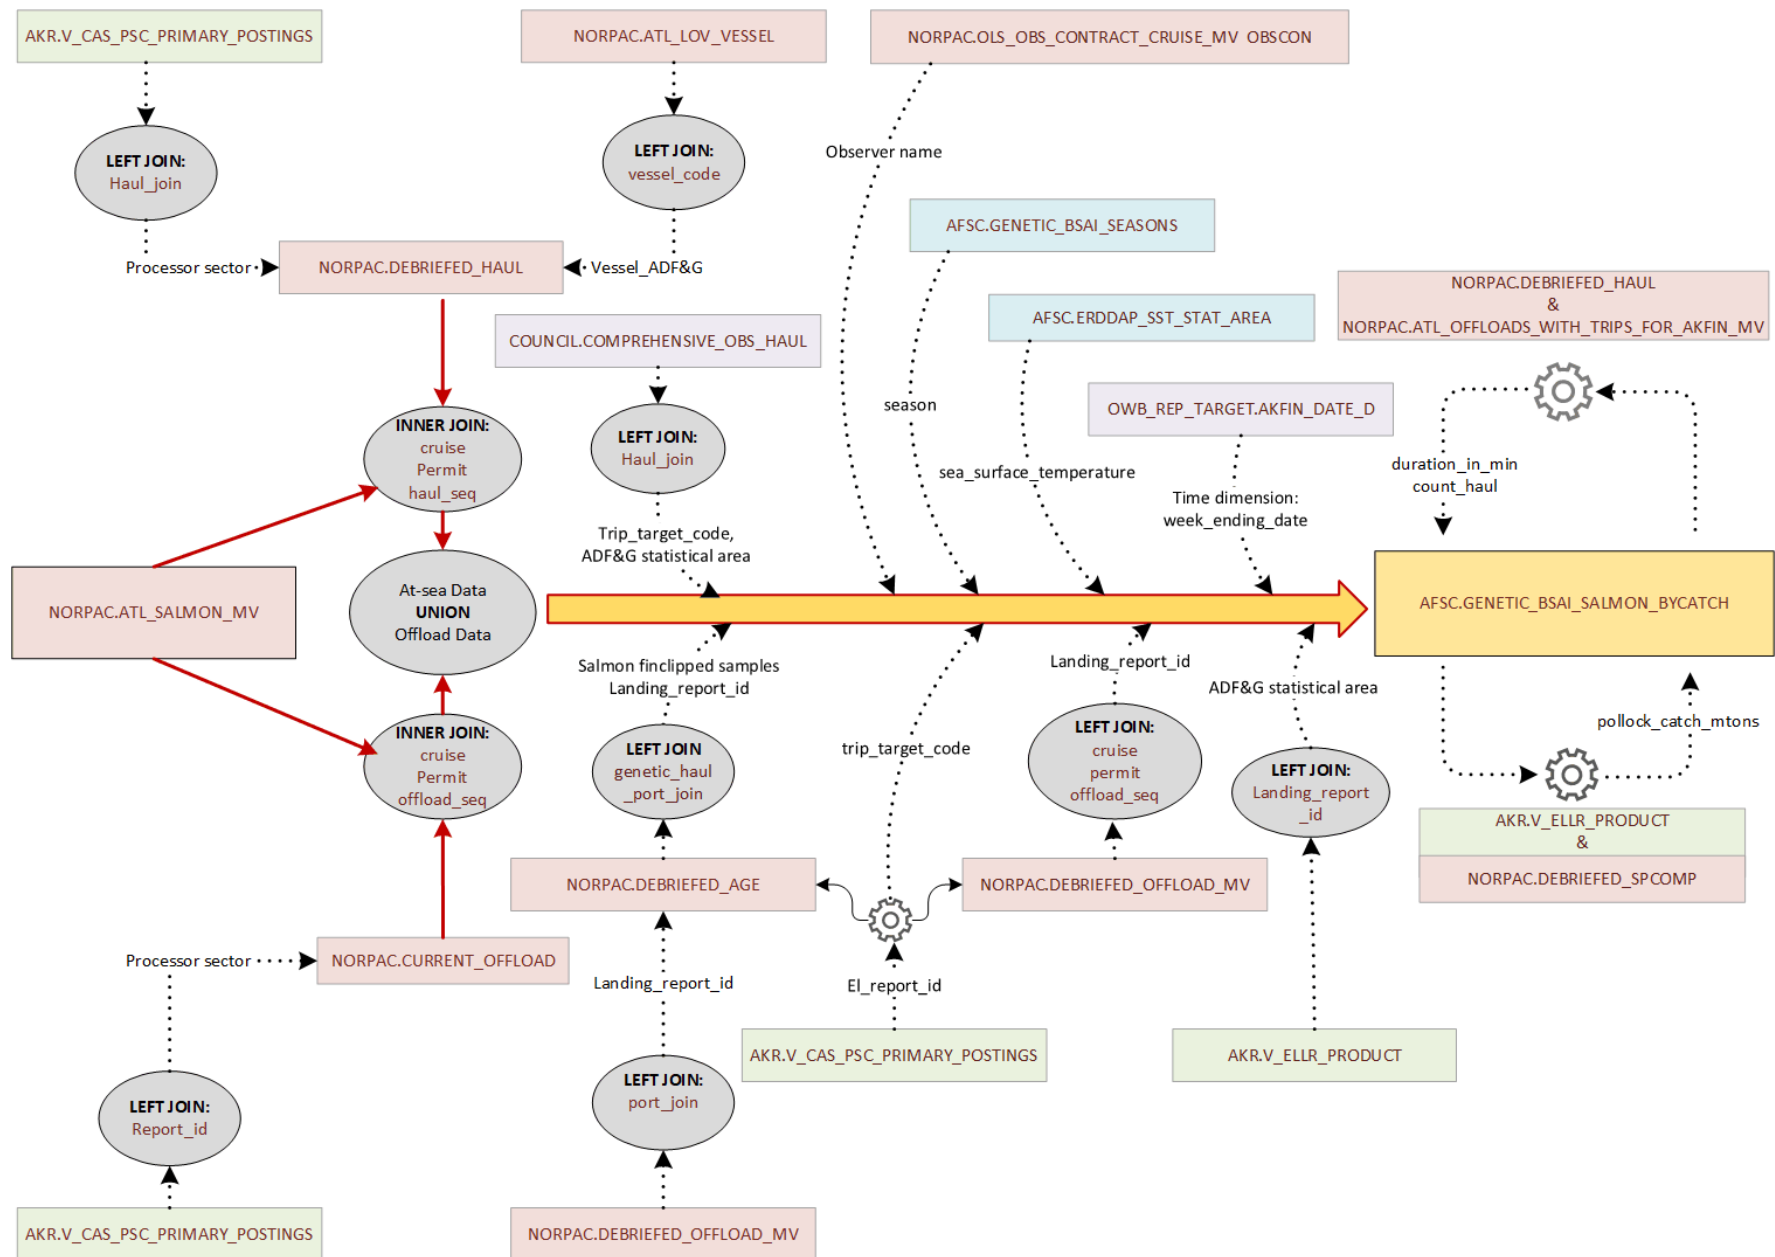 AKR.V_CAS_PSC_PRIMARY_POSTINGS
NORPAC.ATL_LOV_VESSEL
NORPAC.OLS_OBS_CONTRACT_CRUISE_MV OBSCON
LEFT JOIN:
Haul_join
LEFT JOIN:
vessel_code
Observer name
AFSC.GENETIC_BSAI_SEASONS
Processor sector
NORPAC.DEBRIEFED_HAUL
Vessel_ADF&G
NORPAC.DEBRIEFED_HAUL
&
NORPAC.ATL_OFFLOADS_WITH_TRIPS_FOR_AKFIN_MV
AFSC.ERDDAP_SST_STAT_AREA
COUNCIL.COMPREHENSIVE_OBS_HAUL
OWB_REP_TARGET.AKFIN_DATE_D
season
INNER JOIN:
cruise
Permit
haul_seq
LEFT JOIN:
Haul_join
sea_surface_temperature
duration_in_min
count_haul
Time dimension:
week_ending_date
Trip_target_code,
ADF&G statistical area
NORPAC.ATL_SALMON_MV
At-sea Data
UNION
Offload Data
AFSC.GENETIC_BSAI_SALMON_BYCATCH
Salmon finclipped samples
Landing_report_id
Landing_report_id
ADF&G statistical area
pollock_catch_mtons
INNER JOIN:
cruise
Permit
offload_seq
LEFT JOIN
genetic_haul
_port_join
trip_target_code
LEFT JOIN:
cruise
permit
offload_seq
LEFT JOIN:
Landing_report
_id
AKR.V_ELLR_PRODUCT
&
NORPAC.DEBRIEFED_SPCOMP
NORPAC.DEBRIEFED_AGE
NORPAC.DEBRIEFED_OFFLOAD_MV
Processor sector
NORPAC.CURRENT_OFFLOAD
Landing_report_id
El_report_id
AKR.V_CAS_PSC_PRIMARY_POSTINGS
AKR.V_ELLR_PRODUCT
LEFT JOIN:
Report_id
LEFT JOIN:
port_join
AKR.V_CAS_PSC_PRIMARY_POSTINGS
NORPAC.DEBRIEFED_OFFLOAD_MV